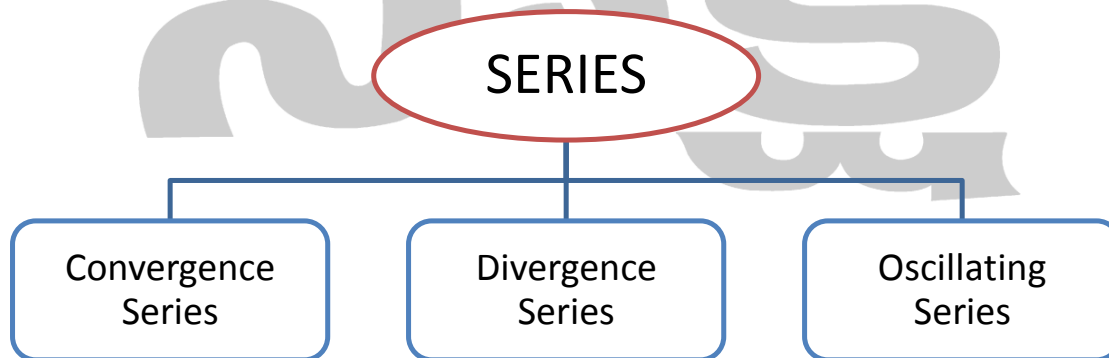 SERIES
Convergence
Series
Divergence
Series
Oscillating
Series